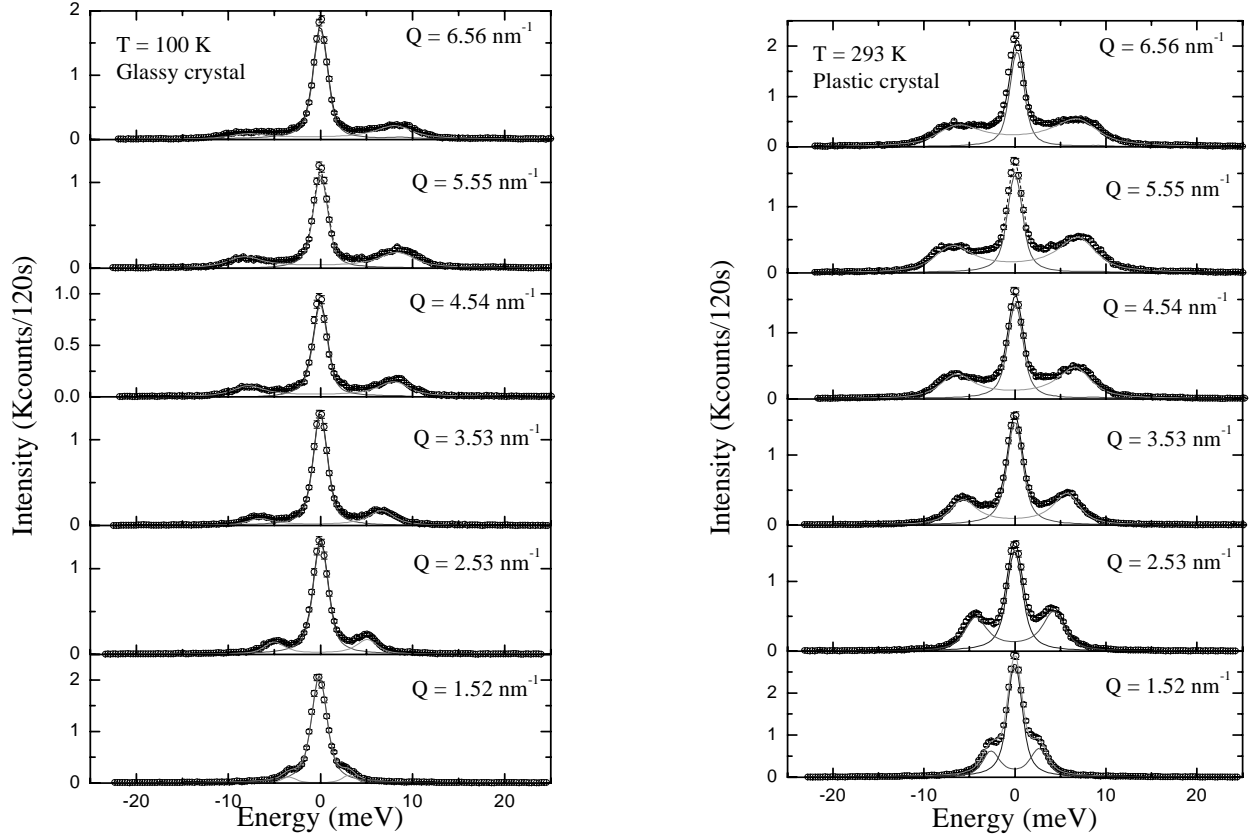 T = 100 K
Glassy crystal
Q = 6.56 nm-1
2
1
0
Q = 5.55 nm-1
1
0
Q = 4.54 nm-1
1.0
0.5
0.0
Q = 3.53 nm-1
1
0
Q = 2.53 nm-1
1
0
Q = 1.52 nm-1
2
1
0
-20 -10 0 10 20
Energy (meV)
Intensity (Kcounts/120s)
T = 293 K
Plastic crystal
Q = 6.56 nm-1
2
1
0
Q = 5.55 nm-1
1
0
Q = 4.54 nm-1
1
0
Q = 3.53 nm-1
1
0
Q = 2.53 nm-1
1
0
Q = 1.52 nm-1
2
1
0
-20 -10 0 10 20
Energy (meV)
Intensity (Kcounts/120s)